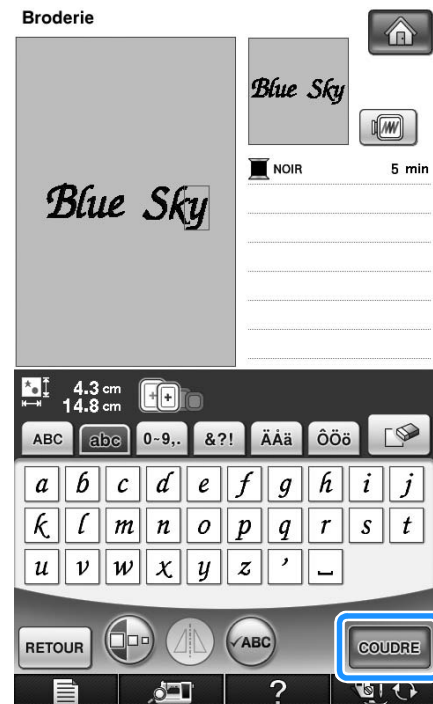 Broderie
Blue Sky
Blue Sky
NOIR 5 min
4.3 cm
14.8 cm
ABC abc 0~9,. &?! ÄÅä ÔÖö
a b c d e f g h i j
k l m n o p q r s t
u v w x y z ’ ⎵
RETOUR ✓ABC COUDRE
?